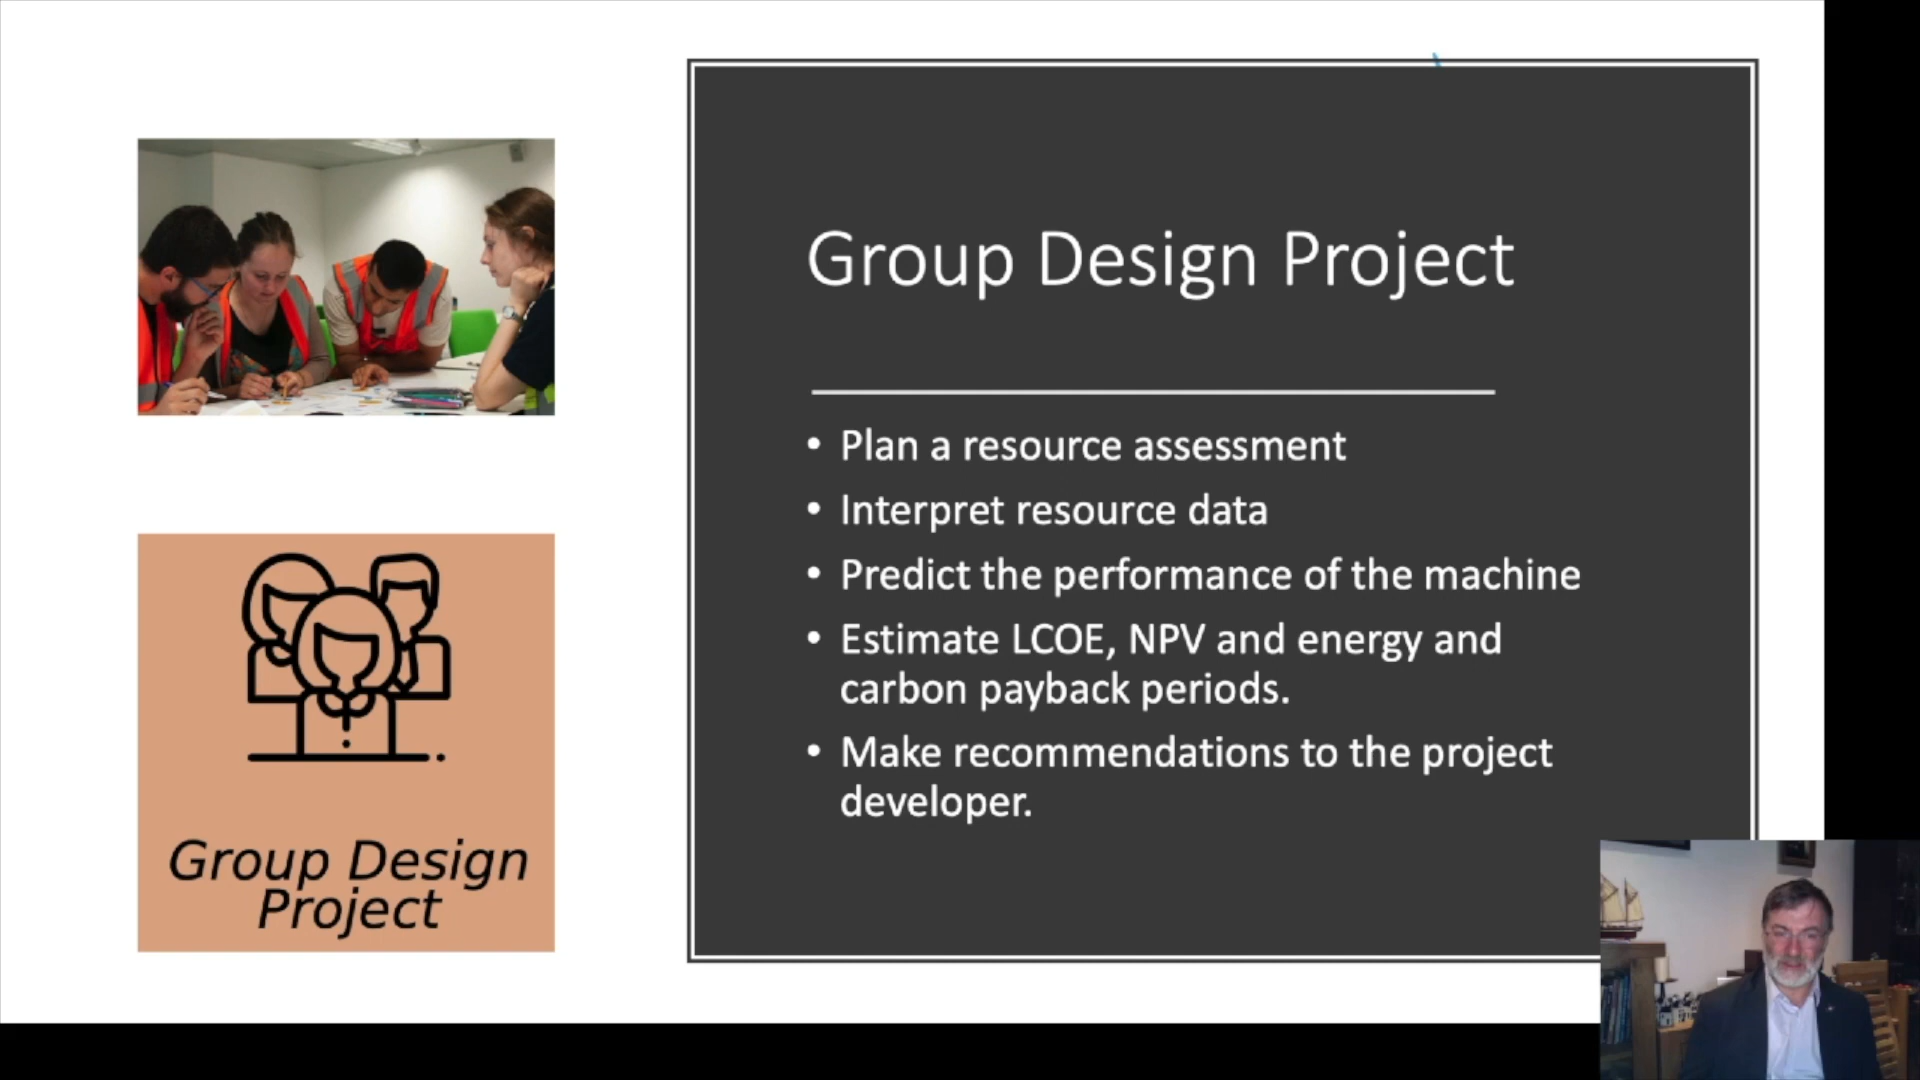 Group Design Project
• Plan a resource assessment
• Interpret resource data
• Predict the performance of the machine
• Estimate LCOE, NPV and energy and
carbon payback periods.
• Make recommendations to the project
developer.
Group Design
Project